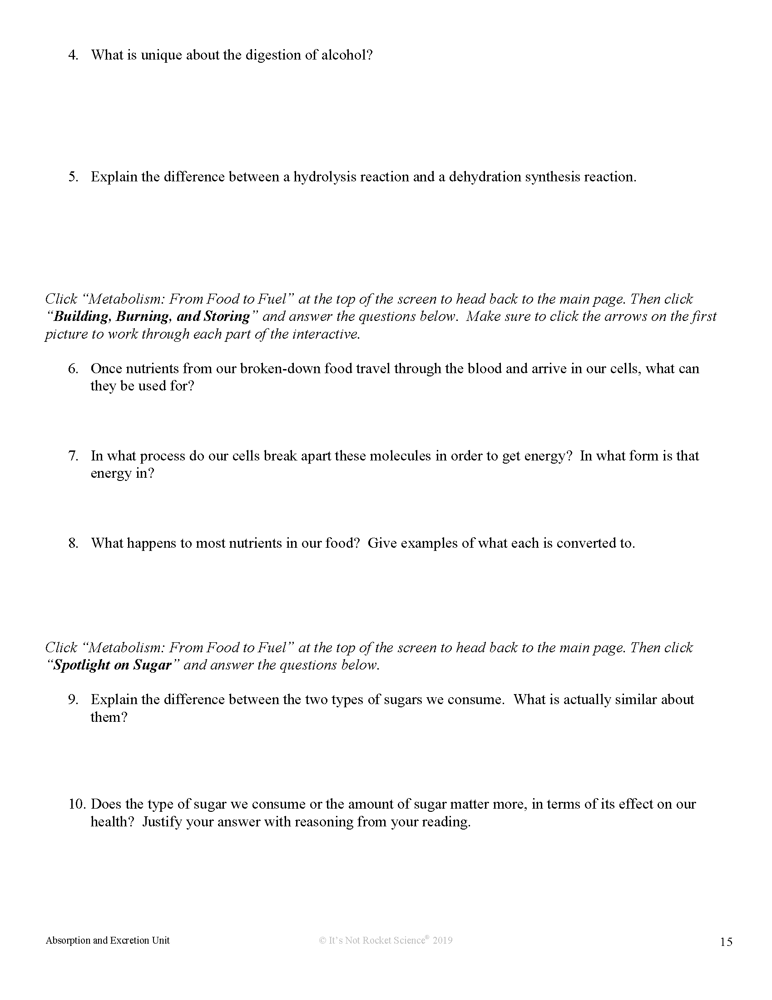 4. What is unique about the digestion of alcohol?
5. Explain the difference between a hydrolysis reaction and a dehydration synthesis reaction.
Click “Metabolism: From Food to Fuel” at the top of the screen to head back to the main page. Then click
“Building, Burning, and Storing” and answer the questions below.  Make sure to click the arrows on the first
picture to work through each part of the interactive.
6. Once nutrients from our broken-down food travel through the blood and arrive in our cells, what can
they be used for?
7. In what process do our cells break apart these molecules in order to get energy?  In what form is that
energy in?
8. What happens to most nutrients in our food?  Give examples of what each is converted to.
Click “Metabolism: From Food to Fuel” at the top of the screen to head back to the main page. Then click
“Spotlight on Sugar” and answer the questions below.
9. Explain the difference between the two types of sugars we consume.  What is actually similar about
them?
10. Does the type of sugar we consume or the amount of sugar matter more, in terms of its effect on our
health?  Justify your answer with reasoning from your reading.
Absorption and Excretion Unit © It’s Not Rocket Science® 2019 15